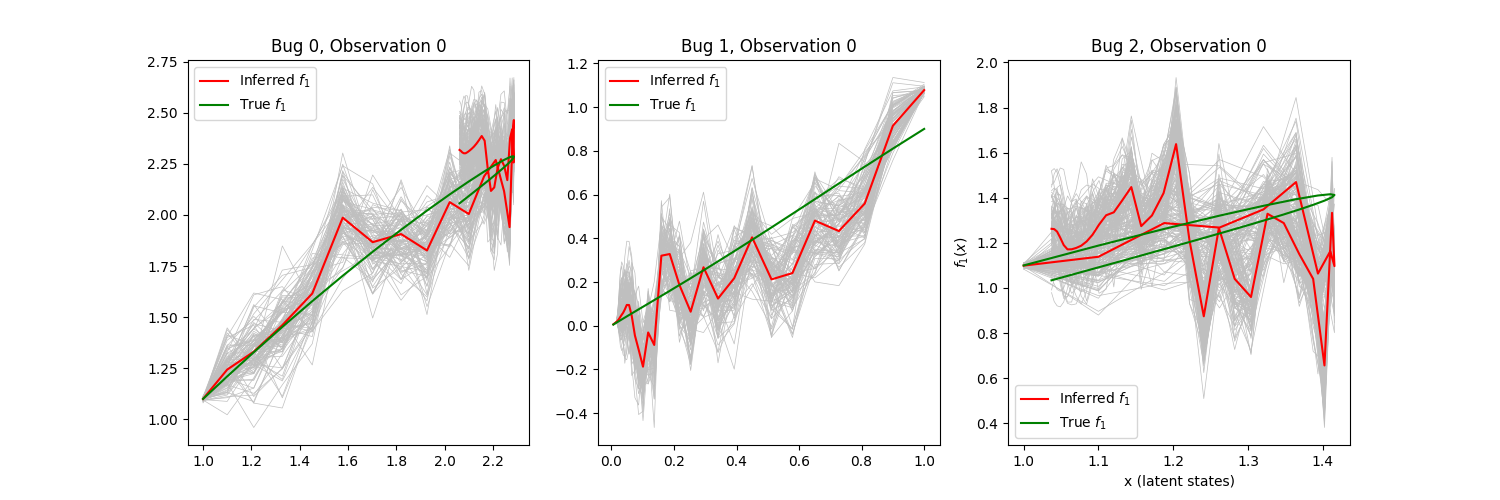 Bug 0, Observation 0
Inferred f₁
True f₁
2.75
2.50
2.25
2.00
1.75
1.50
1.25
1.00
1.0 1.2 1.4 1.6 1.8 2.0 2.2
Bug 1, Observation 0
Inferred f₁
True f₁
1.2
1.0
0.8
0.6
0.4
0.2
0.0
−0.2
−0.4
0.0 0.2 0.4 0.6 0.8 1.0
Bug 2, Observation 0
f₁(x)
2.0
1.8
1.6
1.4
1.2
1.0
0.8
0.6
0.4
Inferred f₁
True f₁
1.0 1.1 1.2 1.3 1.4
x (latent states)